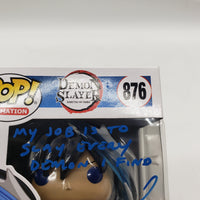 DEMON
SLAYER
876
POP!
ANIMATION
MY JOB IS TO
SLAY EVERY
DEMON I FIND